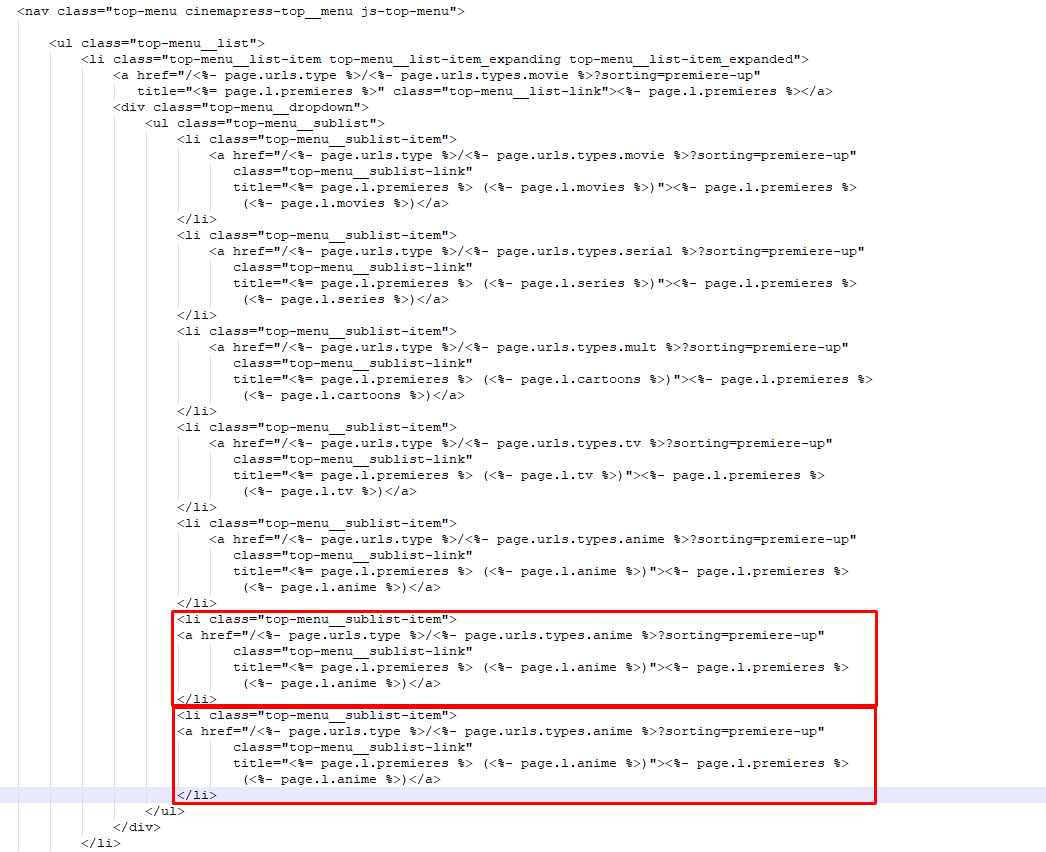 <nav class="top-menu cinemapress-top__menu js-top-menu">
<ul class="top-menu__list">
<li class="top-menu__list-item top-menu__list-item_expanding top-menu__list-item_expanded">
<a href="/<%- page.urls.type %>/<%- page.urls.types.movie %>?sorting=premiere-up"
title="<%= page.l.premieres %>" class="top-menu__list-link"><%- page.l.premieres %></a>
<div class="top-menu__dropdown">
<ul class="top-menu__sublist">
<li class="top-menu__sublist-item">
<a href="/<%- page.urls.type %>/<%- page.urls.types.movie %>?sorting=premiere-up"
class="top-menu__sublist-link"
title="<%= page.l.premieres %> (<%- page.l.movies %>)"><%- page.l.premieres %>
(<%- page.l.movies %>)</a>
</li>
<li class="top-menu__sublist-item">
<a href="/<%- page.urls.type %>/<%- page.urls.types.serial %>?sorting=premiere-up"
class="top-menu__sublist-link"
title="<%= page.l.premieres %> (<%- page.l.series %>)"><%- page.l.premieres %>
(<%- page.l.series %>)</a>
</li>
<li class="top-menu__sublist-item">
<a href="/<%- page.urls.type %>/<%- page.urls.types.mult %>?sorting=premiere-up"
class="top-menu__sublist-link"
title="<%= page.l.premieres %> (<%- page.l.cartoons %>)"><%- page.l.premieres %>
(<%- page.l.cartoons %>)</a>
</li>
<li class="top-menu__sublist-item">
<a href="/<%- page.urls.type %>/<%- page.urls.types.tv %>?sorting=premiere-up"
class="top-menu__sublist-link"
title="<%= page.l.premieres %> (<%- page.l.tv %>)"><%- page.l.premieres %>
(<%- page.l.tv %>)</a>
</li>
<li class="top-menu__sublist-item">
<a href="/<%- page.urls.type %>/<%- page.urls.types.anime %>?sorting=premiere-up"
class="top-menu__sublist-link"
title="<%= page.l.premieres %> (<%- page.l.anime %>)"><%- page.l.premieres %>
(<%- page.l.anime %>)</a>
</li>
<li class="top-menu__sublist-item">
<a href="/<%- page.urls.type %>/<%- page.urls.types.anime %>?sorting=premiere-up"
class="top-menu__sublist-link"
title="<%= page.l.premieres %> (<%- page.l.anime %>)"><%- page.l.premieres %>
(<%- page.l.anime %>)</a>
</li>
<li class="top-menu__sublist-item">
<a href="/<%- page.urls.type %>/<%- page.urls.types.anime %>?sorting=premiere-up"
class="top-menu__sublist-link"
title="<%= page.l.premieres %> (<%- page.l.anime %>)"><%- page.l.premieres %>
(<%- page.l.anime %>)</a>
</li>
</ul>
</div>
</li>